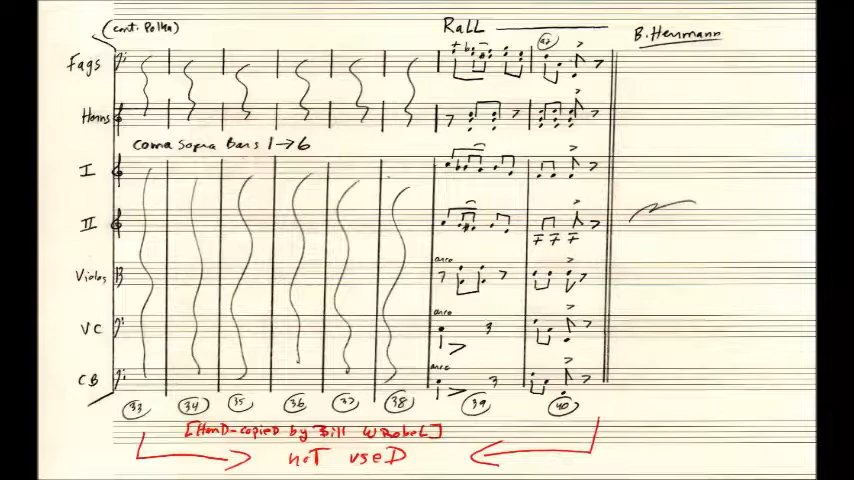 (cont. Polka)
RaLL
B. Herrmann
Fags
Horns
Coma Sopra Bars 1→6
I
II
Violas
arco
VC
arco
CB
arco
33 34 35 36 37 38 39 40
[HanD-copieD by Bill WRobeL]
noT useD